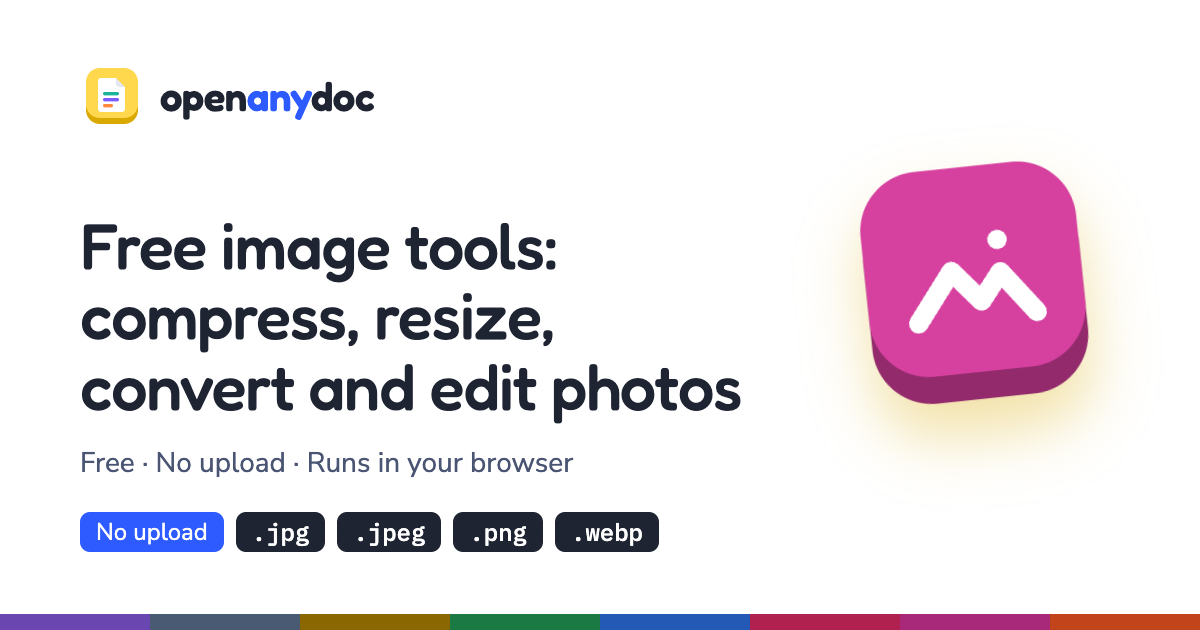 openanydoc
Free image tools:
compress, resize,
convert and edit photos
Free · No upload · Runs in your browser
No upload .jpg .jpeg .png .webp